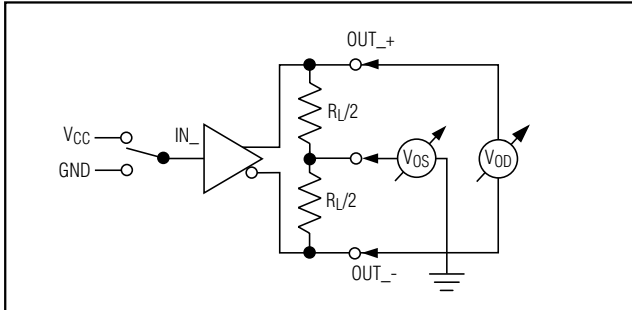 OUT_+
RL/2
VCC
IN_
GND
VOS
VOD
RL/2
OUT_-